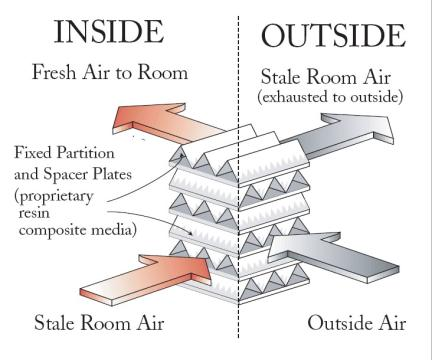 INSIDE
OUTSIDE
Fresh Air to Room
Stale Room Air
(exhausted to outside)
Fixed Partition
and Spacer Plates
(proprietary
resin
composite media)
Stale Room Air
Outside Air